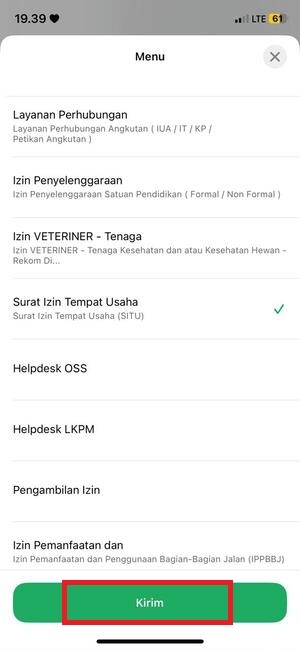 19.39
LTE 61
Menu
Layanan Perhubungan
Layanan Perhubungan Angkutan ( IUA / IT / KP /
Petikan Angkutan )
Izin Penyelenggaraan
Izin Penyelenggaraan Satuan Pendidikan ( Formal / Non Formal )
Izin VETERINER - Tenaga
Izin VETERINER - Tenaga Kesehatan dan atau Kesehatan Hewan -
Rekom Di...
Surat Izin Tempat Usaha
Surat Izin Tempat Usaha (SITU)
Helpdesk OSS
Helpdesk LKPM
Pengambilan Izin
Izin Pemanfaatan dan
Izin Pemanfaatan dan Penggunaan Bagian-Bagian Jalan (IPPBBJ)
Kirim